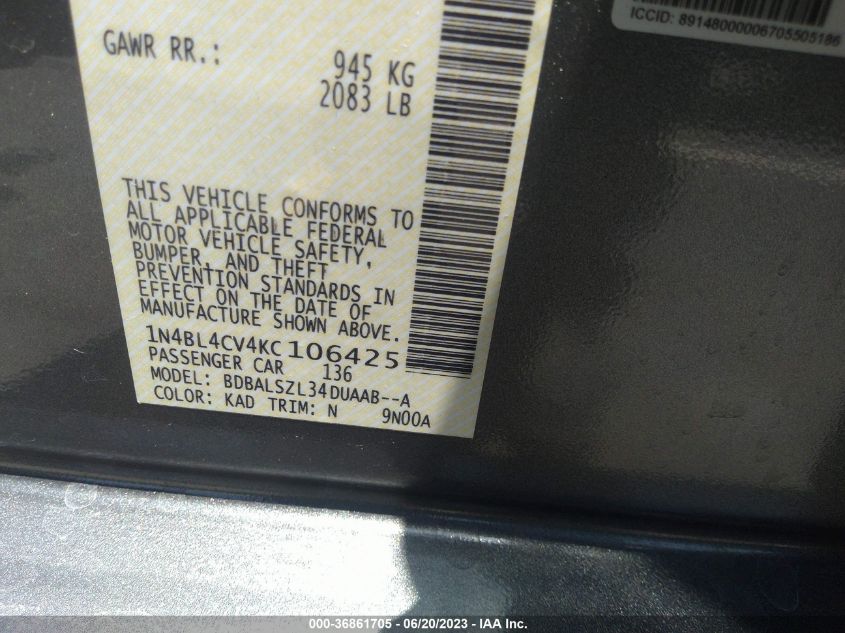 ICCID: 89148000006705505186
GAWR RR.: 945 KG
2083 LB
THIS VEHICLE CONFORMS TO
ALL APPLICABLE FEDERAL
MOTOR VEHICLE SAFETY,
BUMPER, AND THEFT
PREVENTION STANDARDS IN
EFFECT ON THE DATE OF
MANUFACTURE SHOWN ABOVE.
1N4BL4CV4KC106425
PASSENGER CAR 136
MODEL: BDBALSZL34DUAAB--A
COLOR: KAD TRIM: N 9N00A
000-36861705 - 06/20/2023 - IAA Inc.